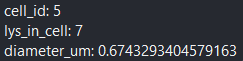 cell_id: 5
lys_in_cell: 7
diameter_um: 0.6743293404579163